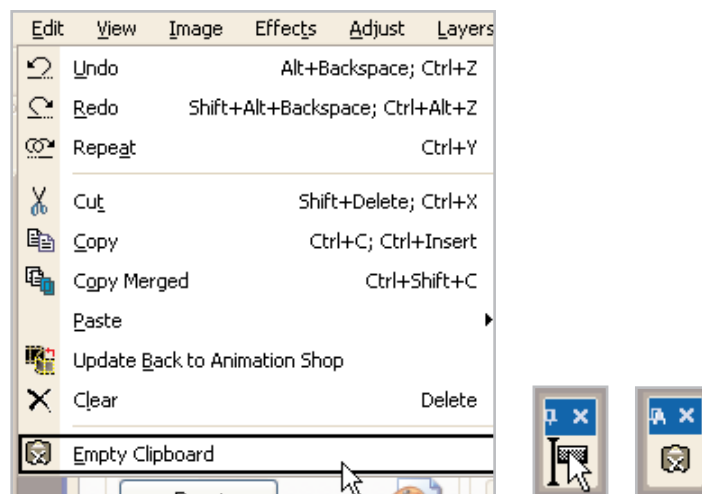 Edit View Image Effects Adjust Layers
Undo Alt+Backspace; Ctrl+Z
Redo Shift+Alt+Backspace; Ctrl+Alt+Z
Repeat Ctrl+Y
Cut Shift+Delete; Ctrl+X
Copy Ctrl+C; Ctrl+Insert
Copy Merged Ctrl+Shift+C
Paste
Update Back to Animation Shop
Clear Delete
Empty Clipboard